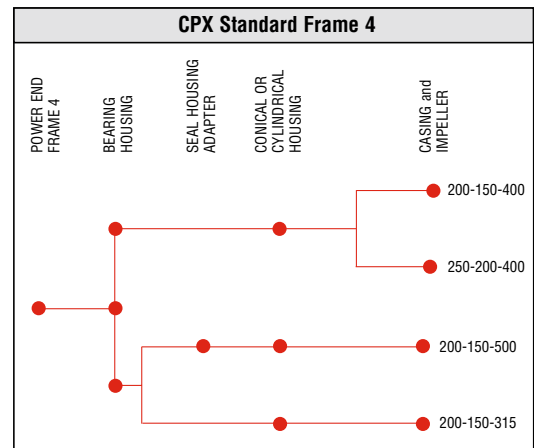 CPX Standard Frame 4
POWER END
FRAME 4
BEARING
HOUSING
SEAL HOUSING
ADAPTER
CONICAL OR
CYLINDRICAL
HOUSING
CASING and
IMPELLER
200-150-400
250-200-400
200-150-500
200-150-315